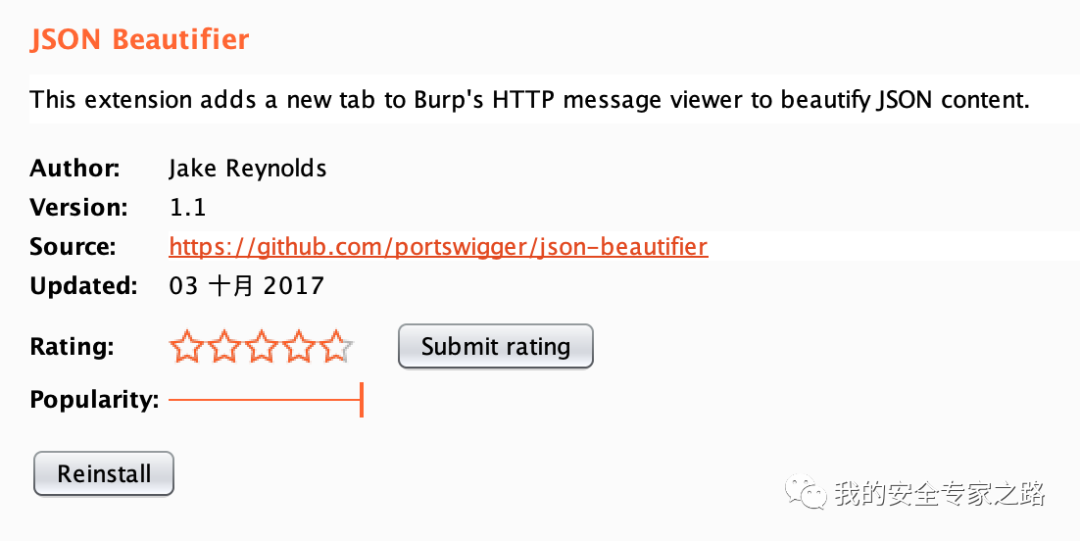 JSON Beautifier
This extension adds a new tab to Burp's HTTP message viewer to beautify JSON content.
Author: Jake Reynolds
Version: 1.1
Source: https://github.com/portswigger/json-beautifier
Updated: 03 十月 2017
Rating: Submit rating
Popularity:
Reinstall
我的安全专家之路